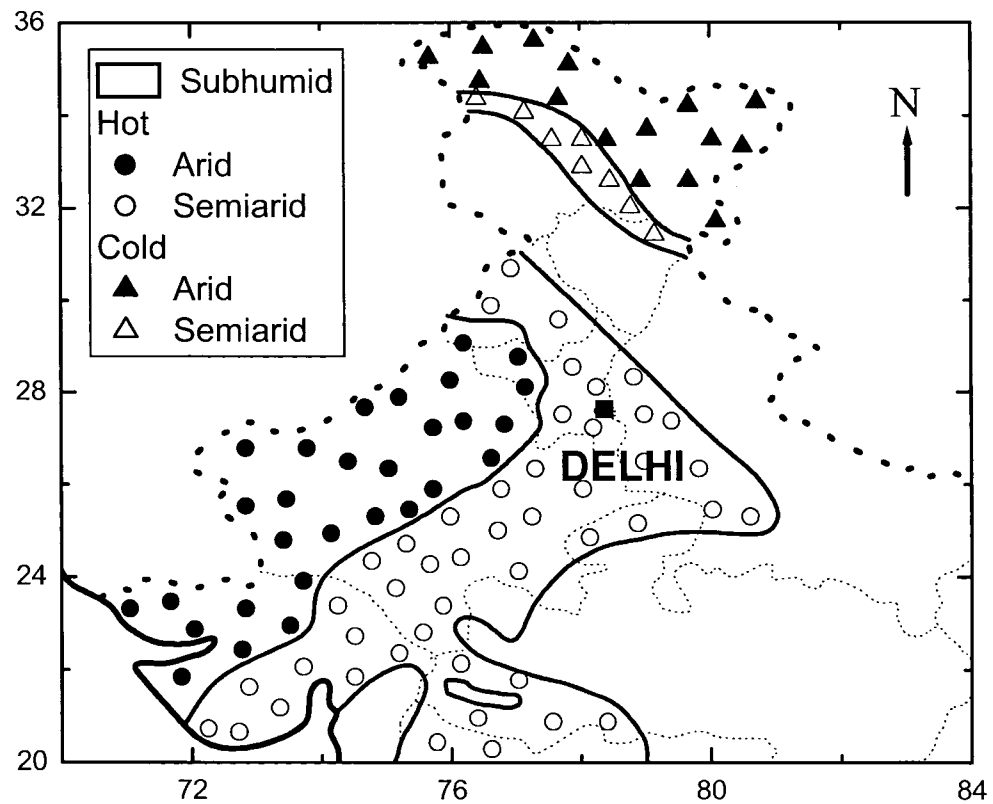 36
32
28
24
20
Subhumid
Hot
Arid
Semiarid
Cold
Arid
Semiarid
N
DELHI
72
76
80
84